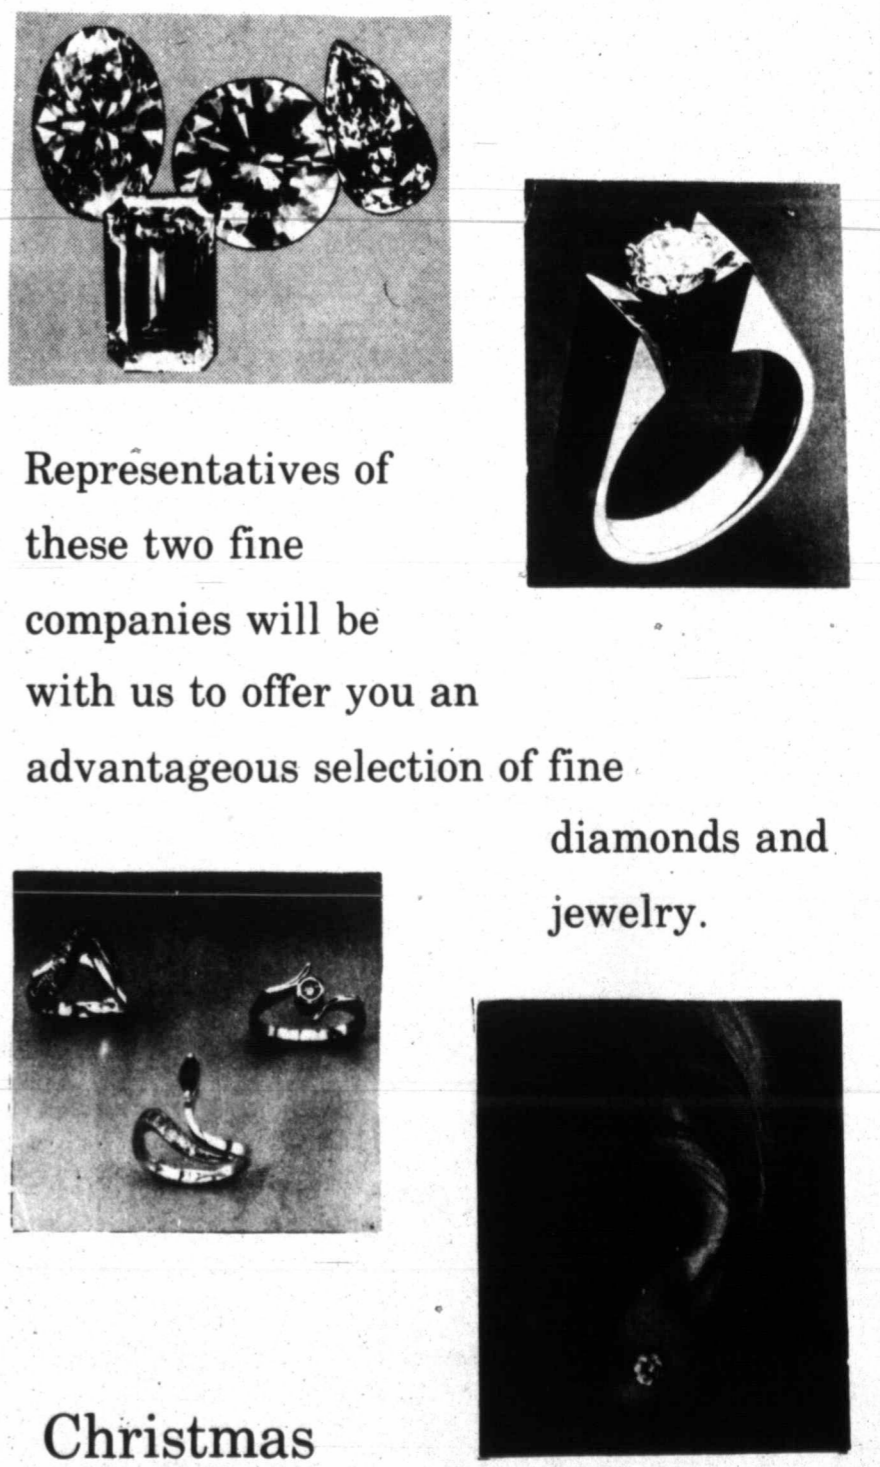 Representatives of
these two fine
companies will be
with us to offer you an
advantageous selection of fine
diamonds and
jewelry.
Christmas